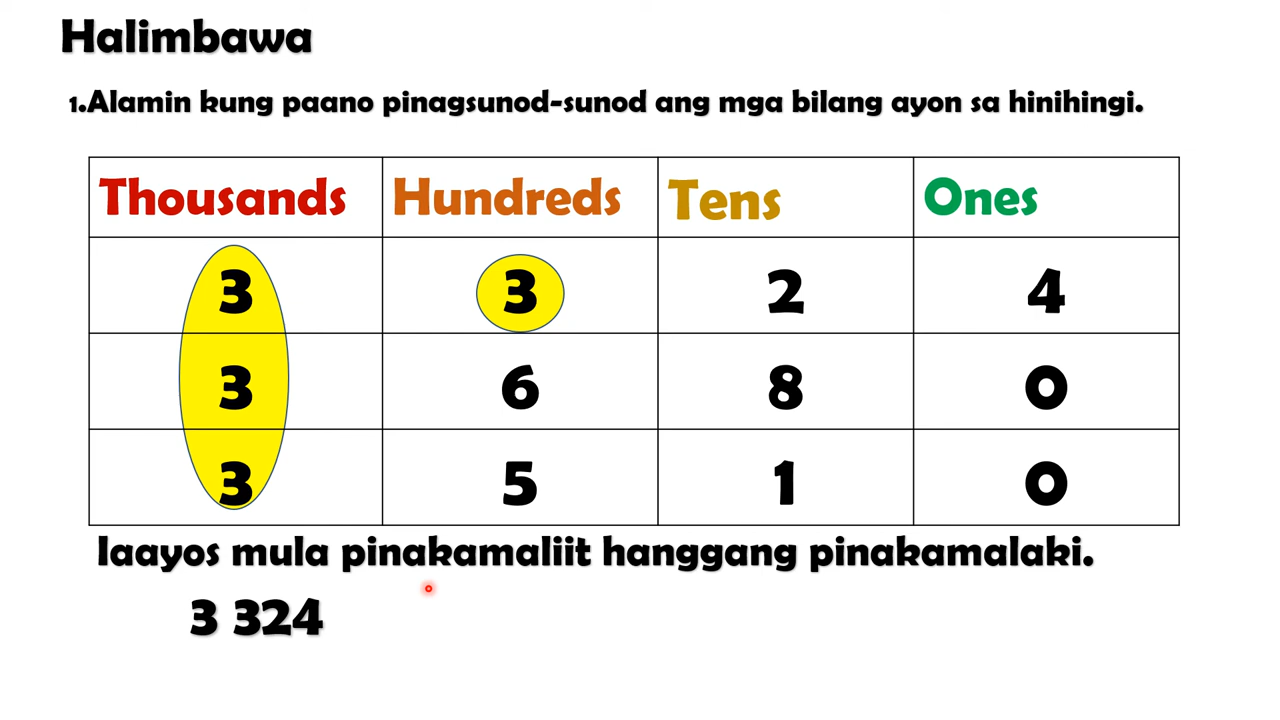 Halimbawa
1.Alamin kung paano pinagsunod-sunod ang mga bilang ayon sa hinihingi.
Thousands Hundreds Tens Ones
3 3 2 4
3 6 8 0
3 5 1 0
Iaayos mula pinakamaliit hanggang pinakamalaki.
3 324